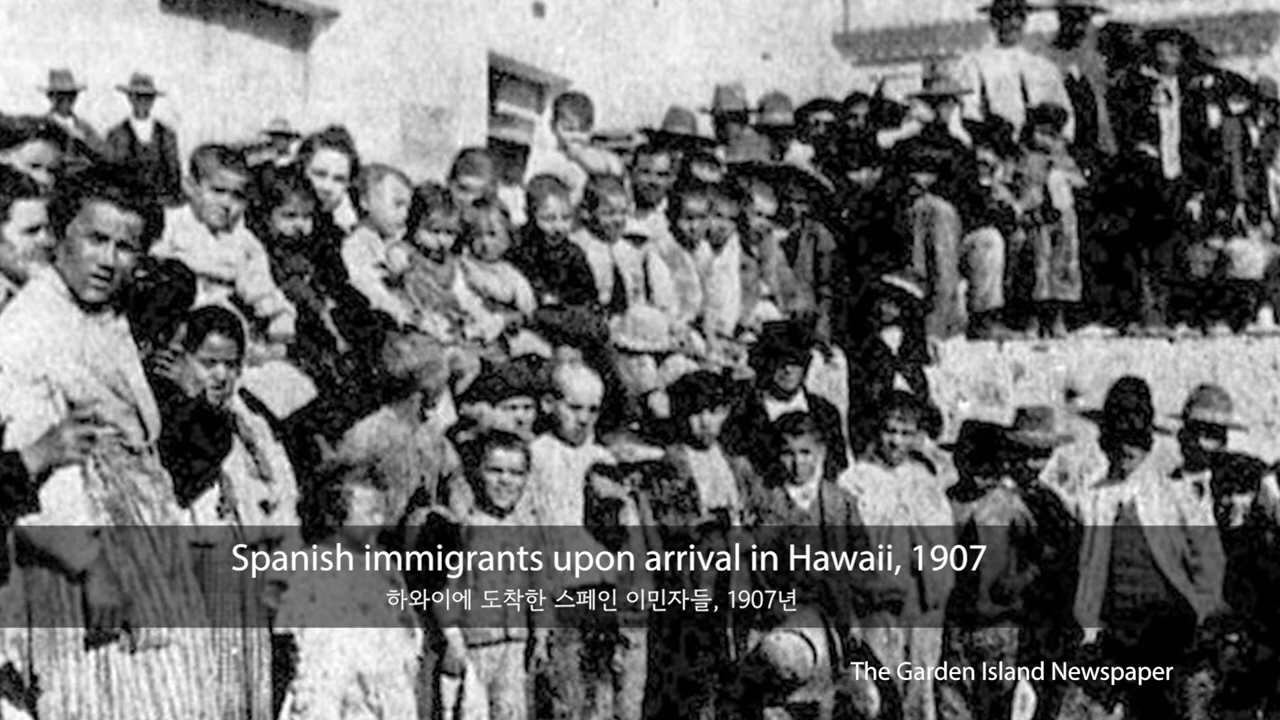 Spanish immigrants upon arrival in Hawaii, 1907
하와이에 도착한 스페인 이민자들, 1907년
The Garden Island Newspaper